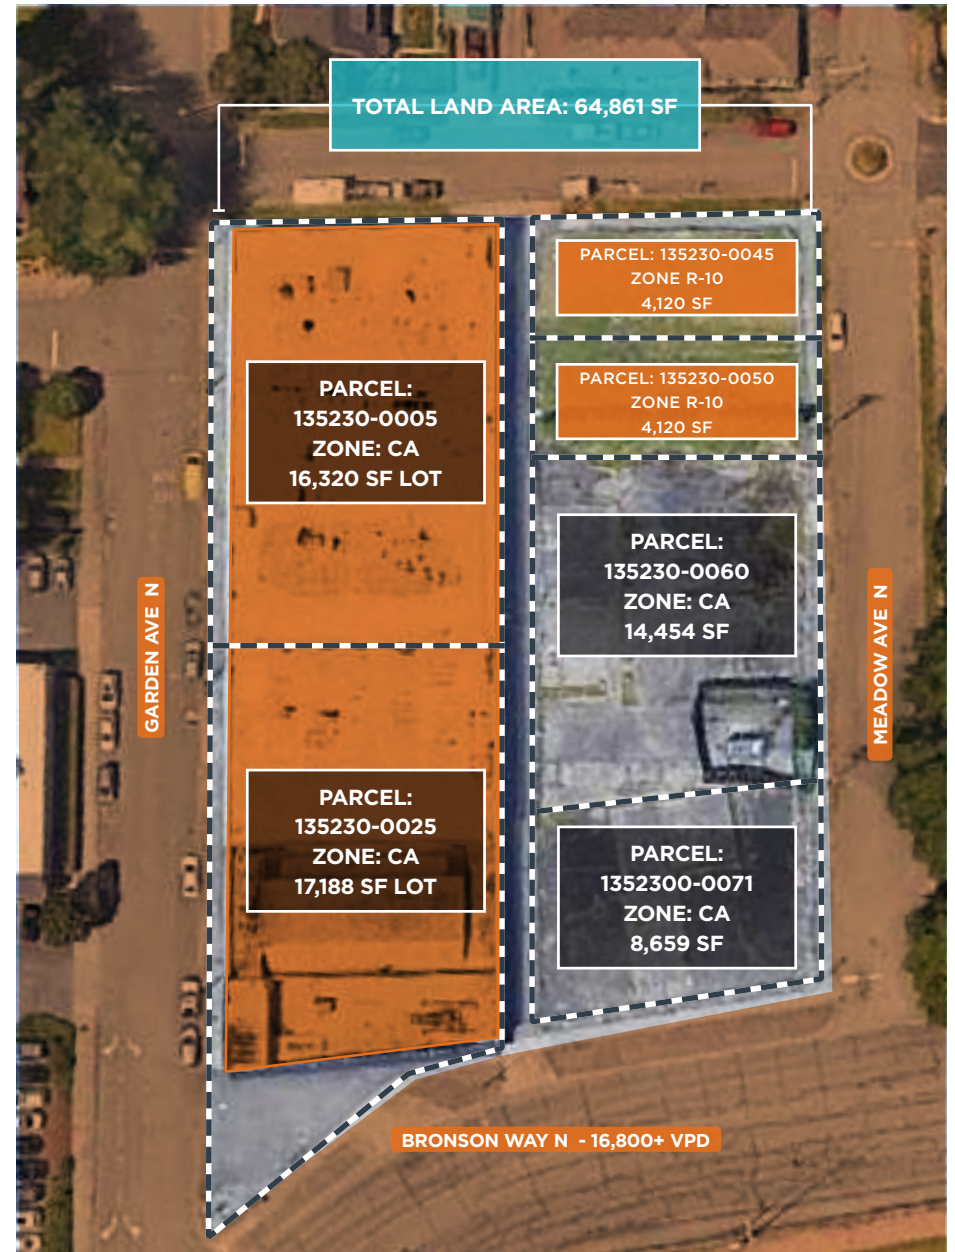 TOTAL LAND AREA: 64,861 SF
PARCEL: 135230-0045
ZONE R-10
4,120 SF
PARCEL: 135230-0050
ZONE R-10
4,120 SF
PARCEL:
135230-0005
ZONE: CA
16,320 SF LOT
PARCEL:
135230-0060
ZONE: CA
14,454 SF
GARDEN AVE N
MEADOW AVE N
PARCEL:
135230-0025
ZONE: CA
17,188 SF LOT
PARCEL:
1352300-0071
ZONE: CA
8,659 SF
BRONSON WAY N - 16,800+ VPD